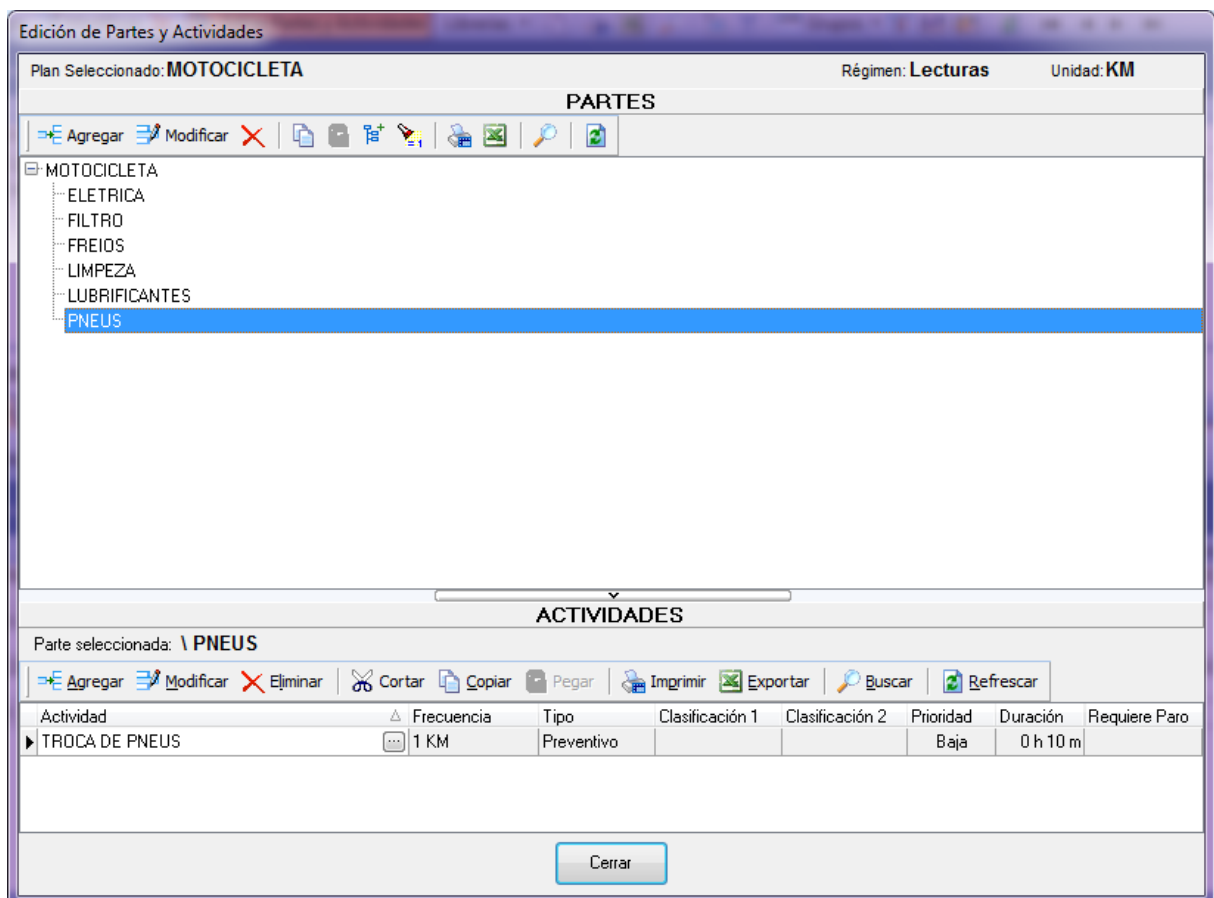 Edición de Partes y Actividades
Plan Seleccionado: MOTOCICLETA Régimen: Lecturas Unidad: KM
PARTES
Agregar Modificar
MOTOCICLETA
ELETRICA
FILTRO
FREIOS
LIMPEZA
LUBRIFICANTES
PNEUS
ACTIVIDADES
Parte seleccionada: \ PNEUS
Agregar Modificar Eliminar Cortar Copiar Pegar Imprimir Exportar Buscar Refrescar
Actividad Frecuencia Tipo Clasificación 1 Clasificación 2 Prioridad Duración Requiere Paro
TROCA DE PNEUS ... 1 KM Preventivo Baja 0 h 10 m
Cerrar